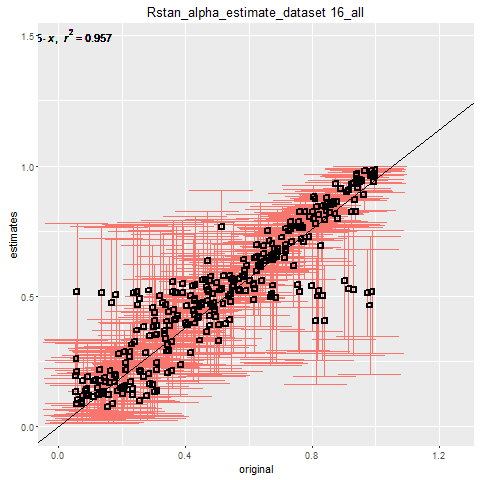 Rstan_alpha_estimate_dataset 16_all
5·x, r² = 0.957
1.5
1.0
0.5
0.0
estimates
0.0 0.4 0.8 1.2
original